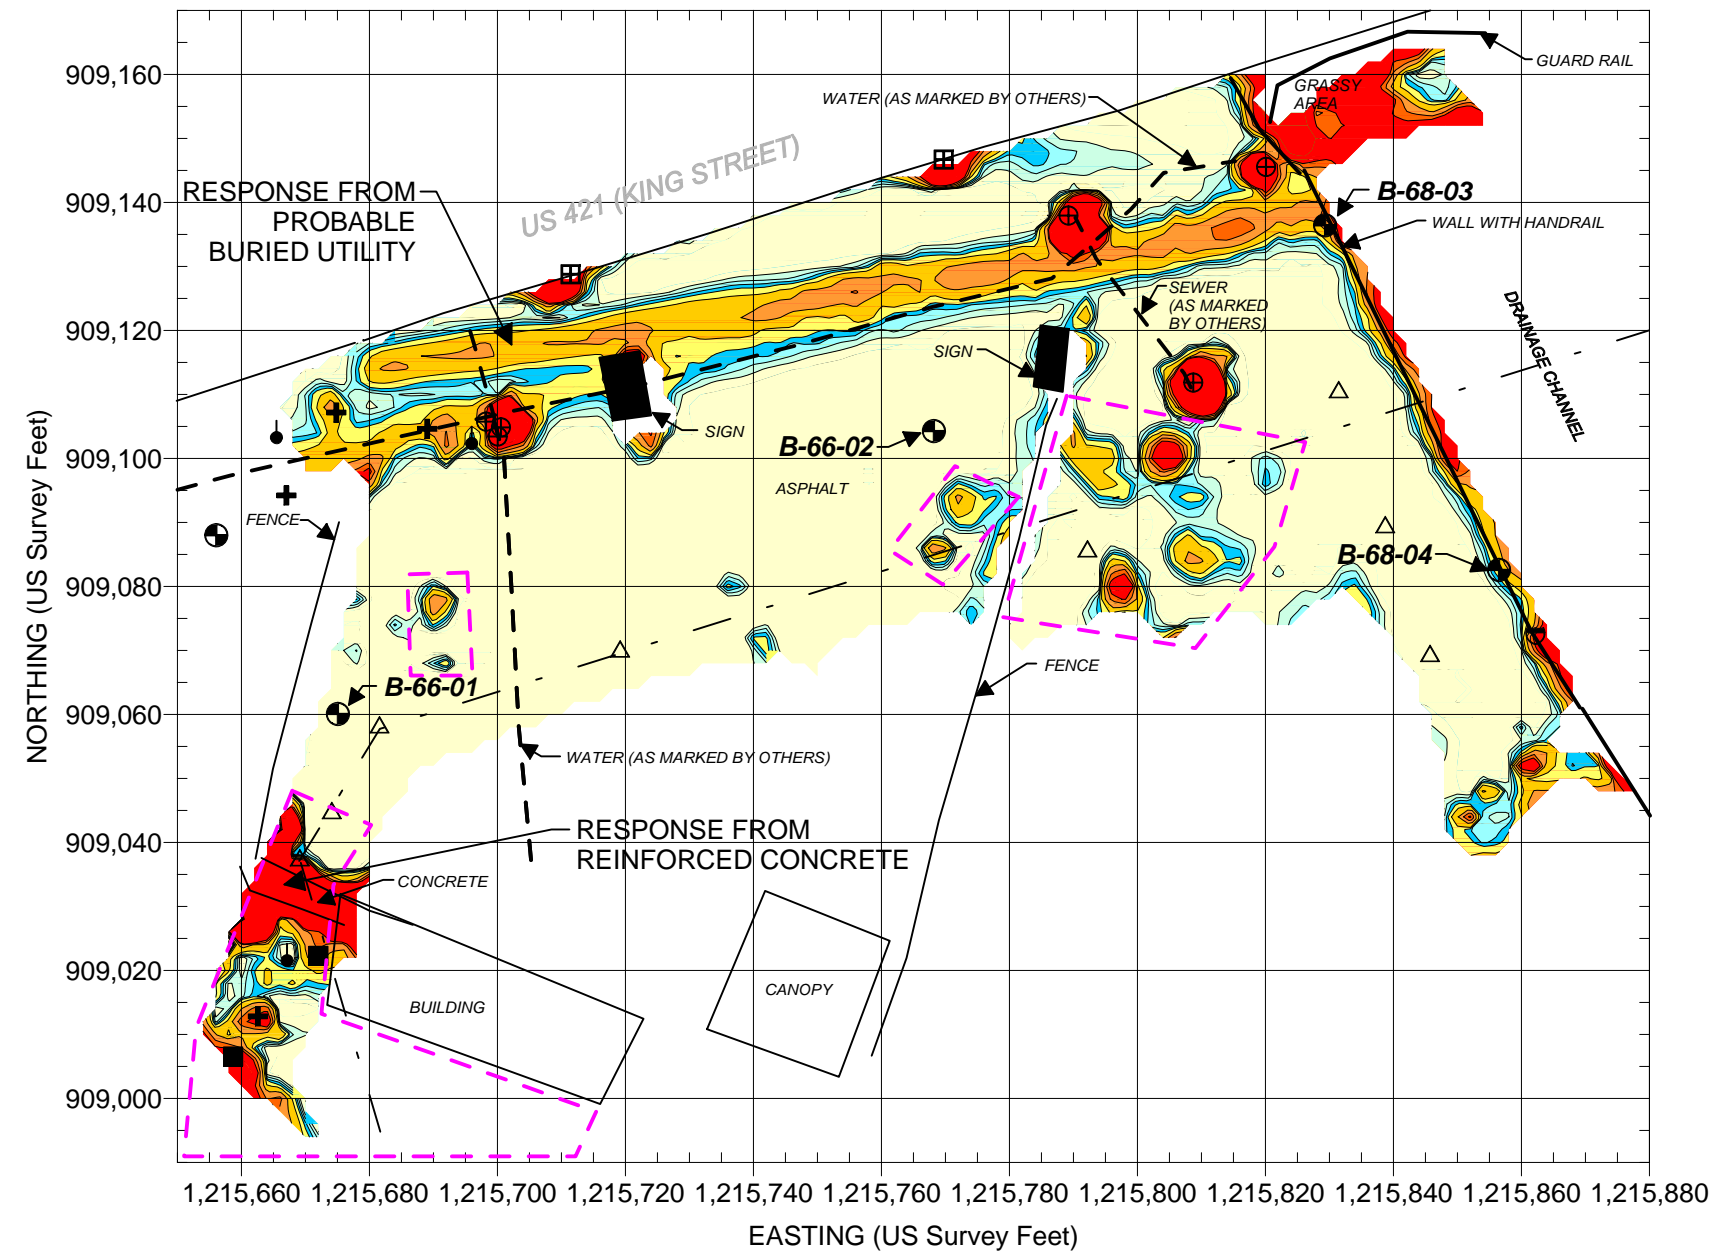 GUARD RAIL
909,160
GRASSY
AREA
WATER (AS MARKED BY OTHERS)
US 421 (KING STREET)
RESPONSE FROM
PROBABLE
BURIED UTILITY
B-68-03
WALL WITH HANDRAIL
909,140
SEWER
(AS MARKED
BY OTHERS)
DRAINAGE CHANNEL
909,120
SIGN
SIGN
B-66-02
909,100
ASPHALT
FENCE
B-68-04
909,080
FENCE
B-66-01
909,060
WATER (AS MARKED BY OTHERS)
RESPONSE FROM
REINFORCED CONCRETE
909,040
CONCRETE
909,020
CANOPY
BUILDING
909,000
NORTHING (US Survey Feet)
1,215,660 1,215,680 1,215,700 1,215,720 1,215,740 1,215,760 1,215,780 1,215,800 1,215,820 1,215,840 1,215,860 1,215,880
EASTING (US Survey Feet)